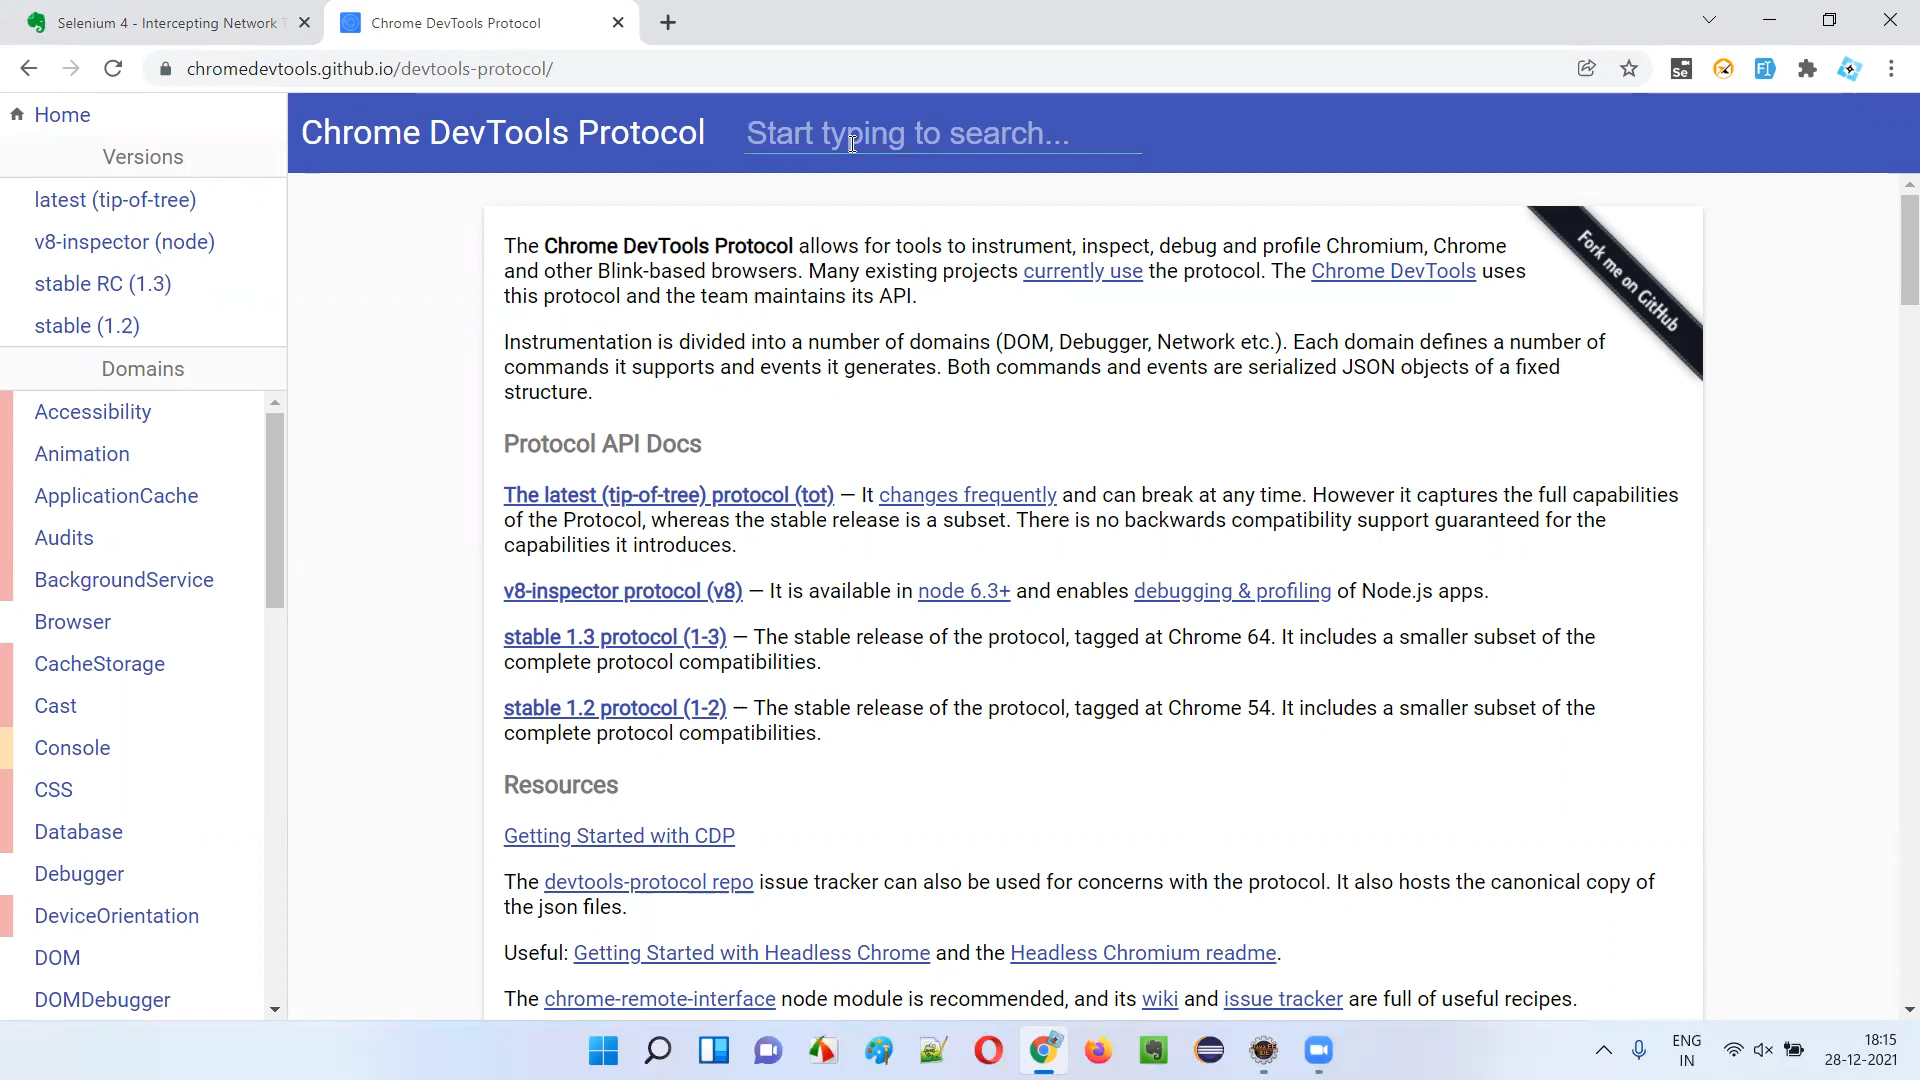 Selenium 4 - Intercepting Network
Chrome DevTools Protocol
chromedevtools.github.io/devtools-protocol/
Se
Home
Versions
latest (tip-of-tree)
v8-inspector (node)
stable RC (1.3)
stable (1.2)
Domains
Accessibility
Animation
ApplicationCache
Audits
BackgroundService
Browser
CacheStorage
Cast
Console
CSS
Database
Debugger
DeviceOrientation
DOM
DOMDebugger
Chrome DevTools Protocol
Start typing to search...
Fork me on GitHub
The Chrome DevTools Protocol allows for tools to instrument, inspect, debug and profile Chromium, Chrome
and other Blink-based browsers. Many existing projects currently use the protocol. The Chrome DevTools uses
this protocol and the team maintains its API.
Instrumentation is divided into a number of domains (DOM, Debugger, Network etc.). Each domain defines a number of
commands it supports and events it generates. Both commands and events are serialized JSON objects of a fixed
structure.
Protocol API Docs
The latest (tip-of-tree) protocol (tot) — It changes frequently and can break at any time. However it captures the full capabilities
of the Protocol, whereas the stable release is a subset. There is no backwards compatibility support guaranteed for the
capabilities it introduces.
v8-inspector protocol (v8) — It is available in node 6.3+ and enables debugging & profiling of Node.js apps.
stable 1.3 protocol (1-3) — The stable release of the protocol, tagged at Chrome 64. It includes a smaller subset of the
complete protocol compatibilities.
stable 1.2 protocol (1-2) — The stable release of the protocol, tagged at Chrome 54. It includes a smaller subset of the
complete protocol compatibilities.
Resources
Getting Started with CDP
The devtools-protocol repo issue tracker can also be used for concerns with the protocol. It also hosts the canonical copy of
the json files.
Useful: Getting Started with Headless Chrome and the Headless Chromium readme.
The chrome-remote-interface node module is recommended, and its wiki and issue tracker are full of useful recipes.
ENG
IN
18:15
28-12-2021